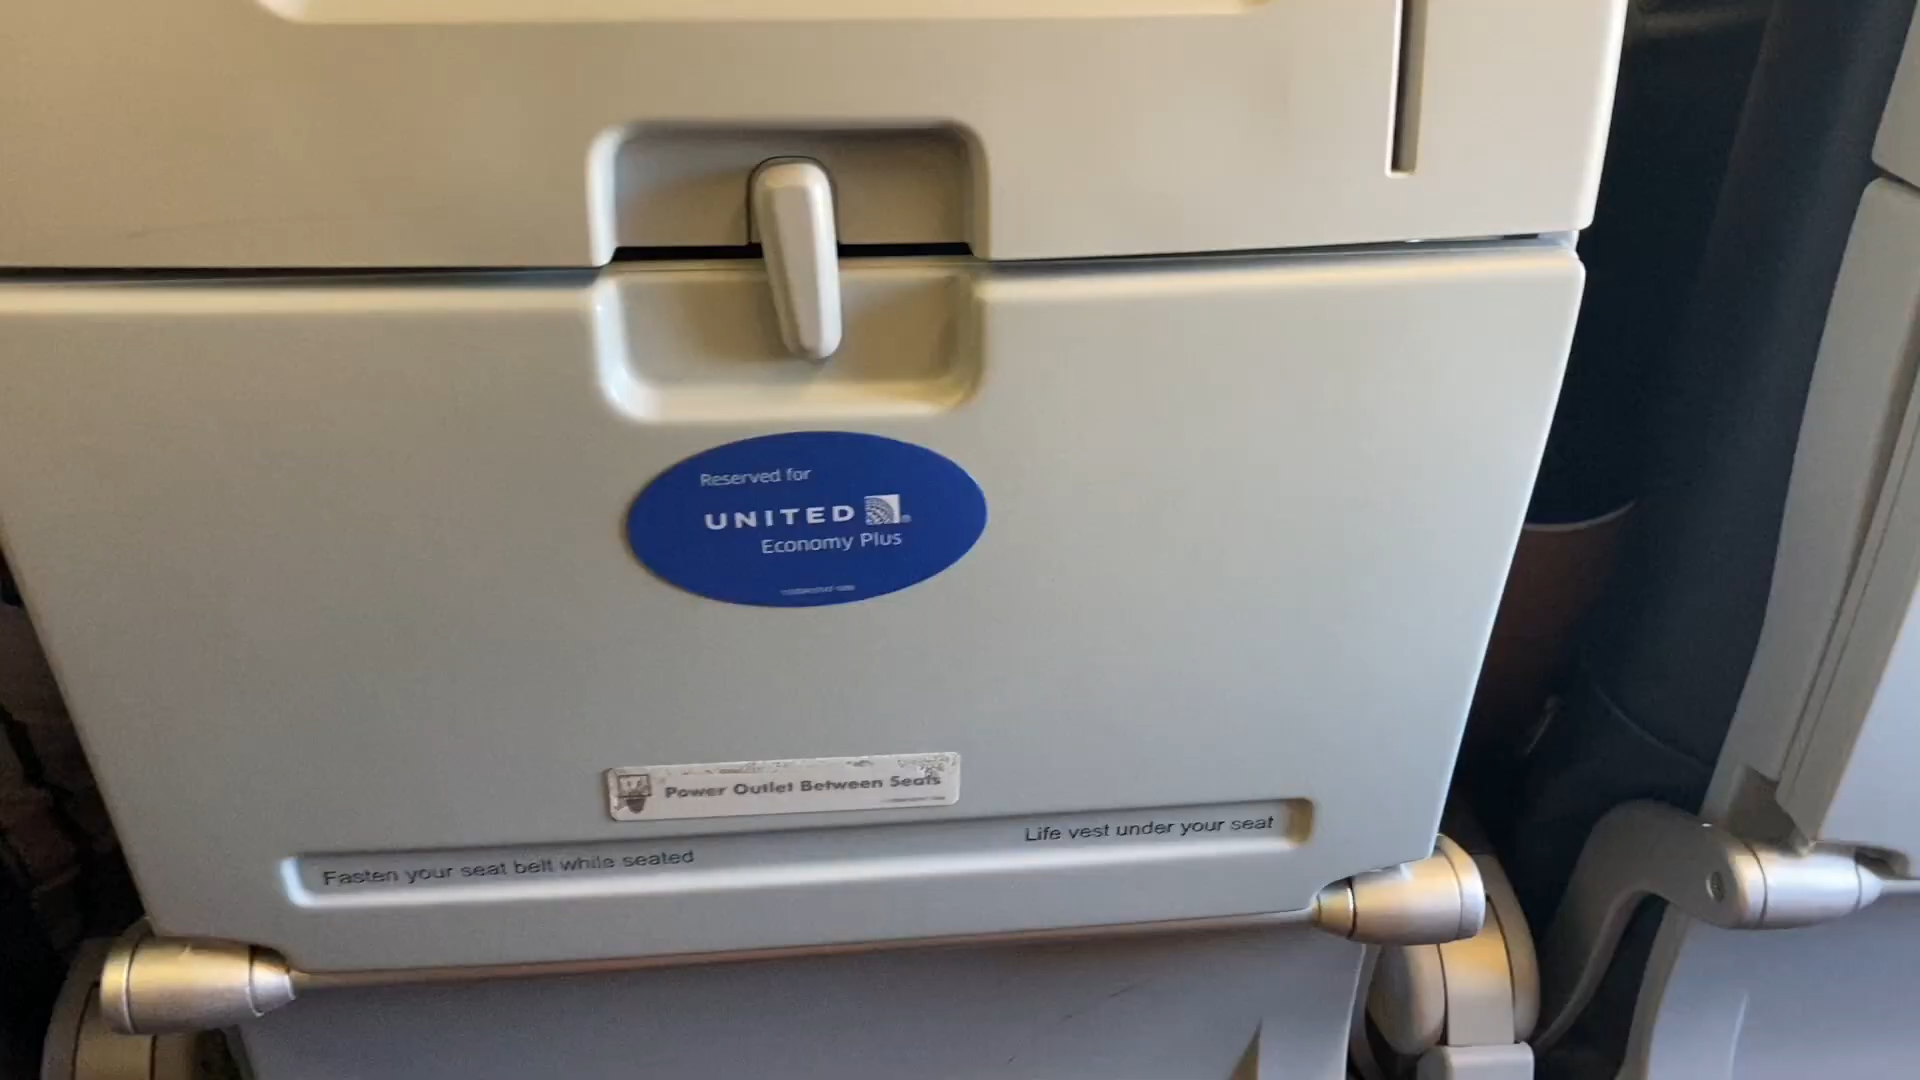 Reserved for
UNITED
Economy Plus
Power Outlet Between Seats
Life vest under your seat
Fasten your seat belt while seated